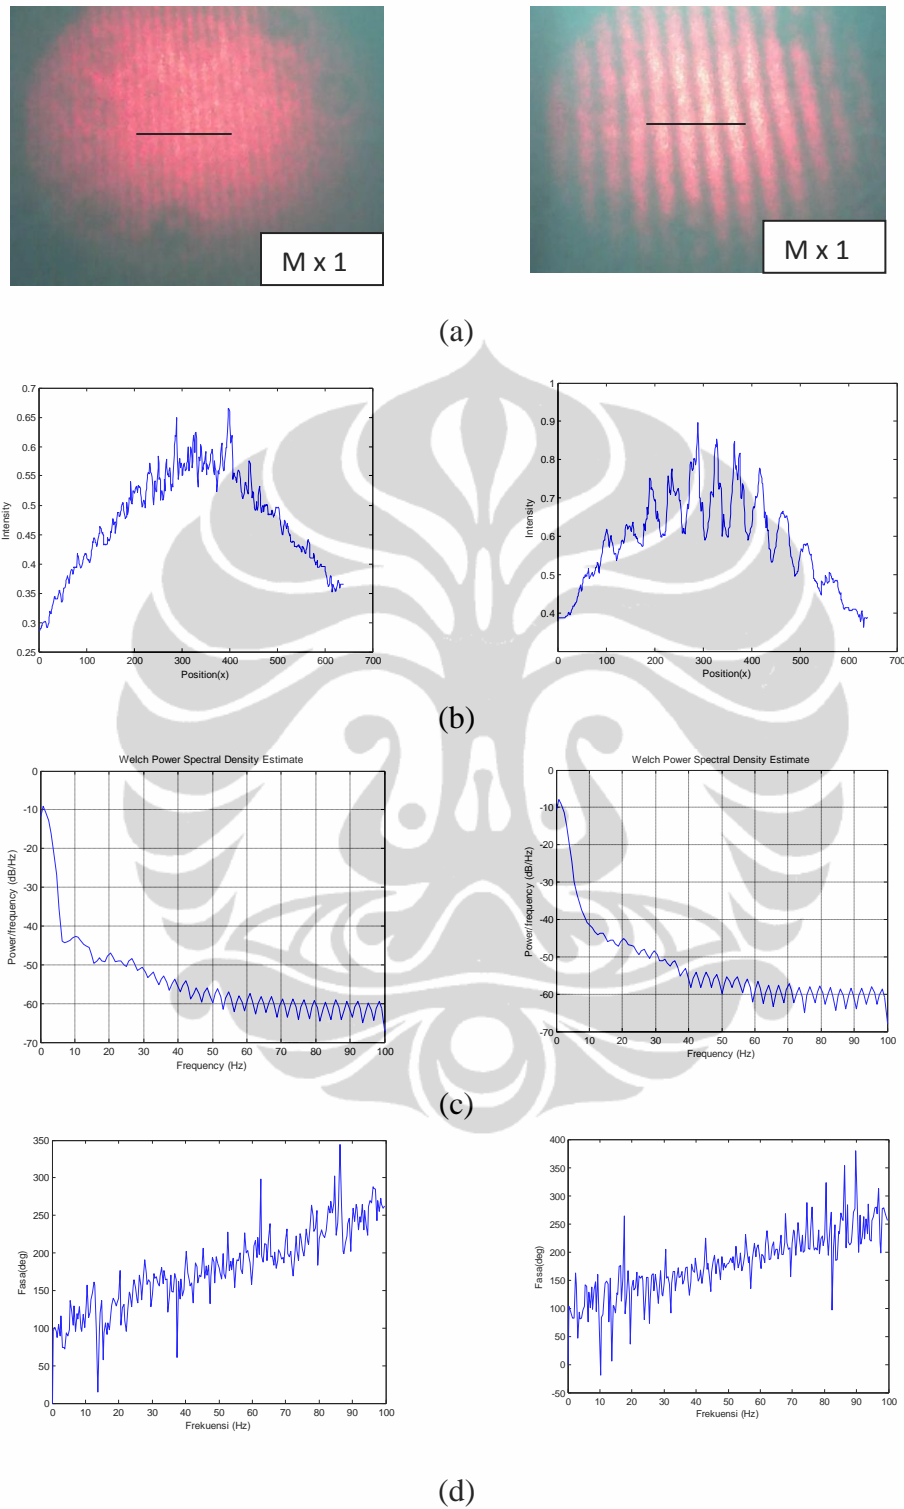 M x 1
M x 1
(a)
0.7
0.65
0.6
0.55
0.5
0.45
0.4
0.35
0.3
0.25
Intensity
0 100 200 300 400 500 600 700
Position(x)
1
0.9
0.8
0.7
0.6
0.5
0.4
Intensity
0 100 200 300 400 500 600 700
Position(x)
(b)
Welch Power Spectral Density Estimate
0
-10
-20
-30
-40
-50
-60
-70
Power/frequency (dB/Hz)
0 10 20 30 40 50 60 70 80 90 100
Frequency (Hz)
Welch Power Spectral Density Estimate
0
-10
-20
-30
-40
-50
-60
-70
Power/frequency (dB/Hz)
0 10 20 30 40 50 60 70 80 90 100
Frequency (Hz)
(c)
350
300
250
200
150
100
50
0
Fasa(deg)
0 10 20 30 40 50 60 70 80 90 100
Frekuensi (Hz)
400
350
300
250
200
150
100
50
0
-50
Fasa(deg)
0 10 20 30 40 50 60 70 80 90 100
Frekuensi (Hz)
(d)